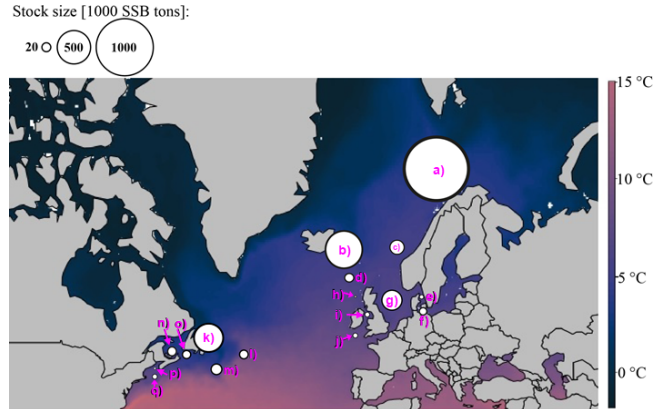 Stock size [1000 SSB tons]:
20 500 1000
15 °C
a)
10 °C
b) c)
d)
5 °C
h) g) e)
i) f)
n) o) k) j)
l)
p) m)
0 °C
q)